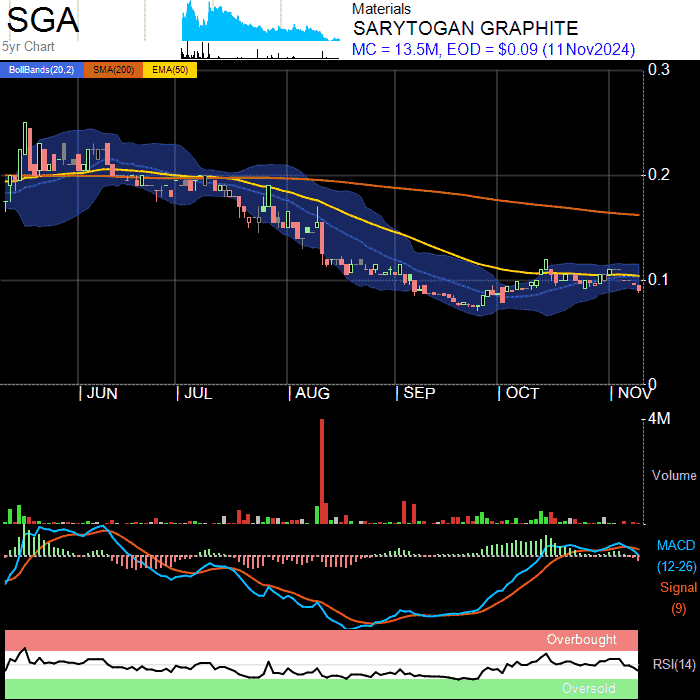 SGA
5yr Chart
Materials
SARYTOGAN GRAPHITE
MC = 13.5M, EOD = $0.09 (11Nov2024)
BollBands(20,2) SMA(200) EMA(50)
0.3
0.2
0.1
0
JUN JUL AUG SEP OCT NOV
4M
Volume
MACD
(12-26)
Signal
(9)
Overbought
RSI(14)
Oversold